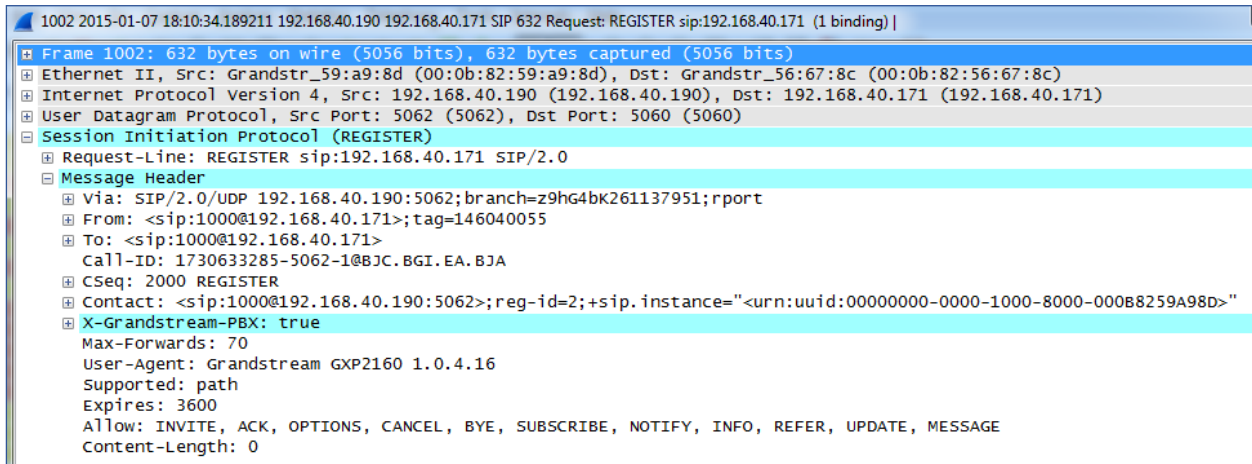 1002 2015-01-07 18:10:34.189211 192.168.40.190 192.168.40.171 SIP 632 Request: REGISTER sip:192.168.40.171 (1 binding) |
Frame 1002: 632 bytes on wire (5056 bits), 632 bytes captured (5056 bits)
Ethernet II, Src: Grandstr_59:a9:8d (00:0b:82:59:a9:8d), Dst: Grandstr_56:67:8c (00:0b:82:56:67:8c)
Internet Protocol Version 4, Src: 192.168.40.190 (192.168.40.190), Dst: 192.168.40.171 (192.168.40.171)
User Datagram Protocol, Src Port: 5062 (5062), Dst Port: 5060 (5060)
Session Initiation Protocol (REGISTER)
Request-Line: REGISTER sip:192.168.40.171 SIP/2.0
Message Header
Via: SIP/2.0/UDP 192.168.40.190:5062;branch=z9hG4bK261137951;rport
From: <sip:1000@192.168.40.171>;tag=146040055
To: <sip:1000@192.168.40.171>
Call-ID: 1730633285-5062-1@BJC.BGI.EA.BJA
CSeq: 2000 REGISTER
Contact: <sip:1000@192.168.40.190:5062>;reg-id=2;+sip.instance="<urn:uuid:00000000-0000-1000-8000-000B8259A98D>"
X-Grandstream-PBX: true
Max-Forwards: 70
User-Agent: Grandstream GXP2160 1.0.4.16
Supported: path
Expires: 3600
Allow: INVITE, ACK, OPTIONS, CANCEL, BYE, SUBSCRIBE, NOTIFY, INFO, REFER, UPDATE, MESSAGE
Content-Length: 0